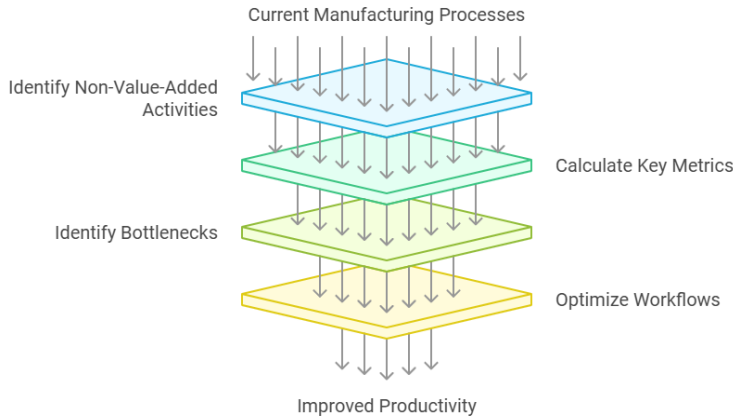 Current Manufacturing Processes
Identify Non-Value-Added
Activities
Calculate Key Metrics
Identify Bottlenecks
Optimize Workflows
Improved Productivity